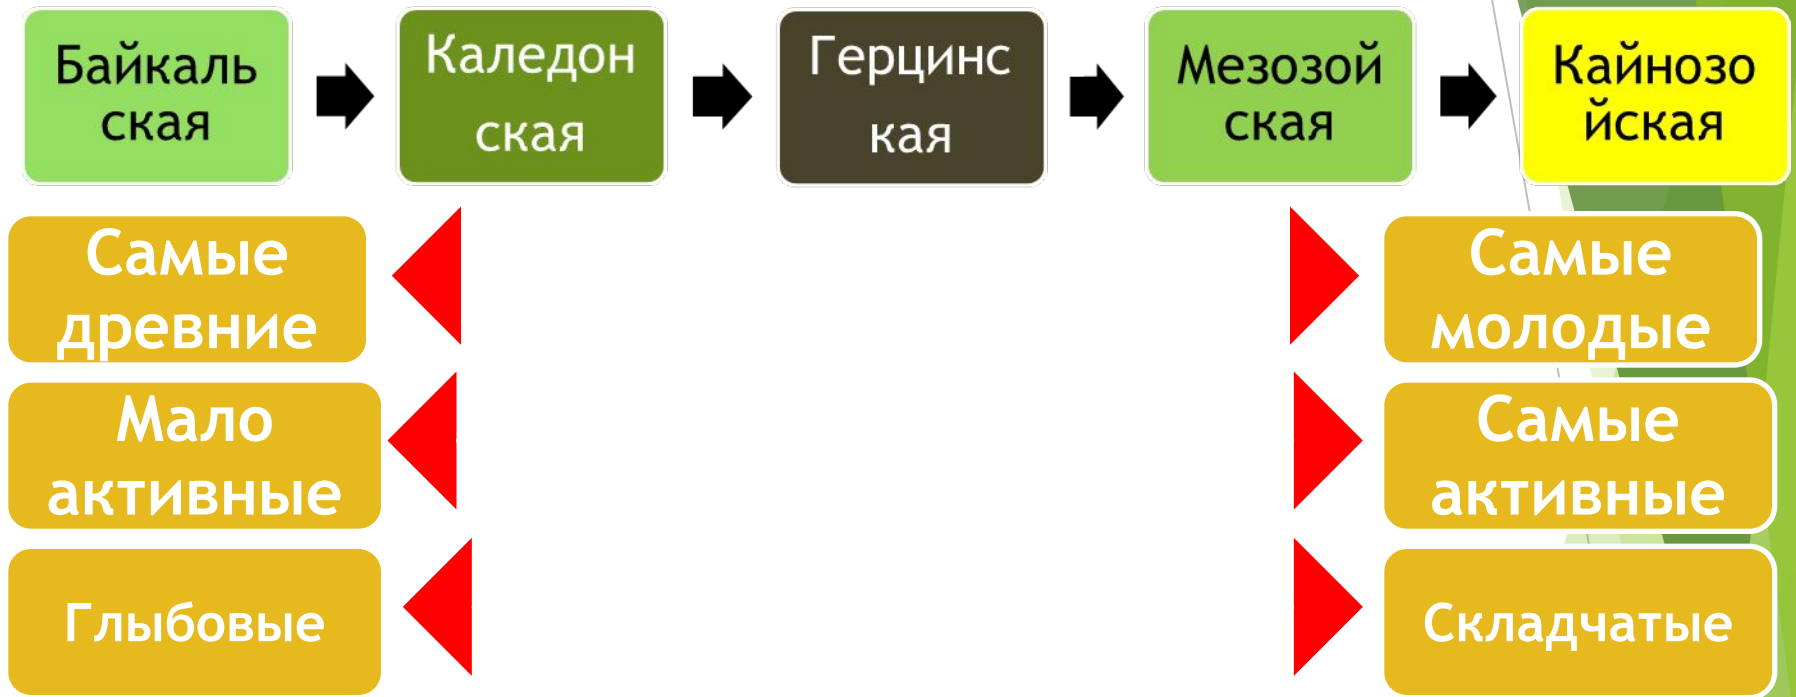 Байкаль
ская
Каледон
ская
Герцинс
кая
Мезозой
ская
Кайнозо
йская
Самые
древние
Самые
молодые
Мало
активные
Самые
активные
Глыбовые
Складчатые